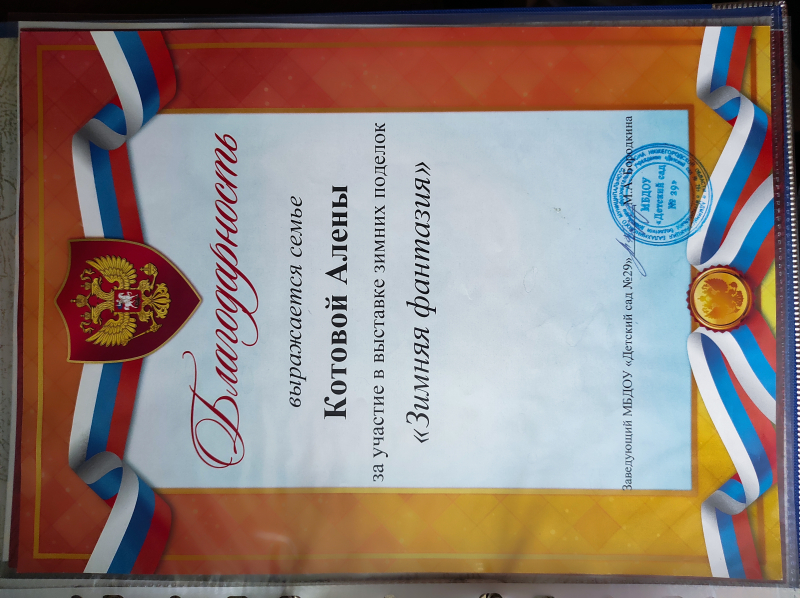 Благодарность
выражается семье
Котовой Алены
за участие в выставке зимних поделок
«Зимняя фантазия»
Заведующий МБДОУ «Детский сад №29» М.А. Бородкина
МБДОУ
«Детский сад
№ 29»